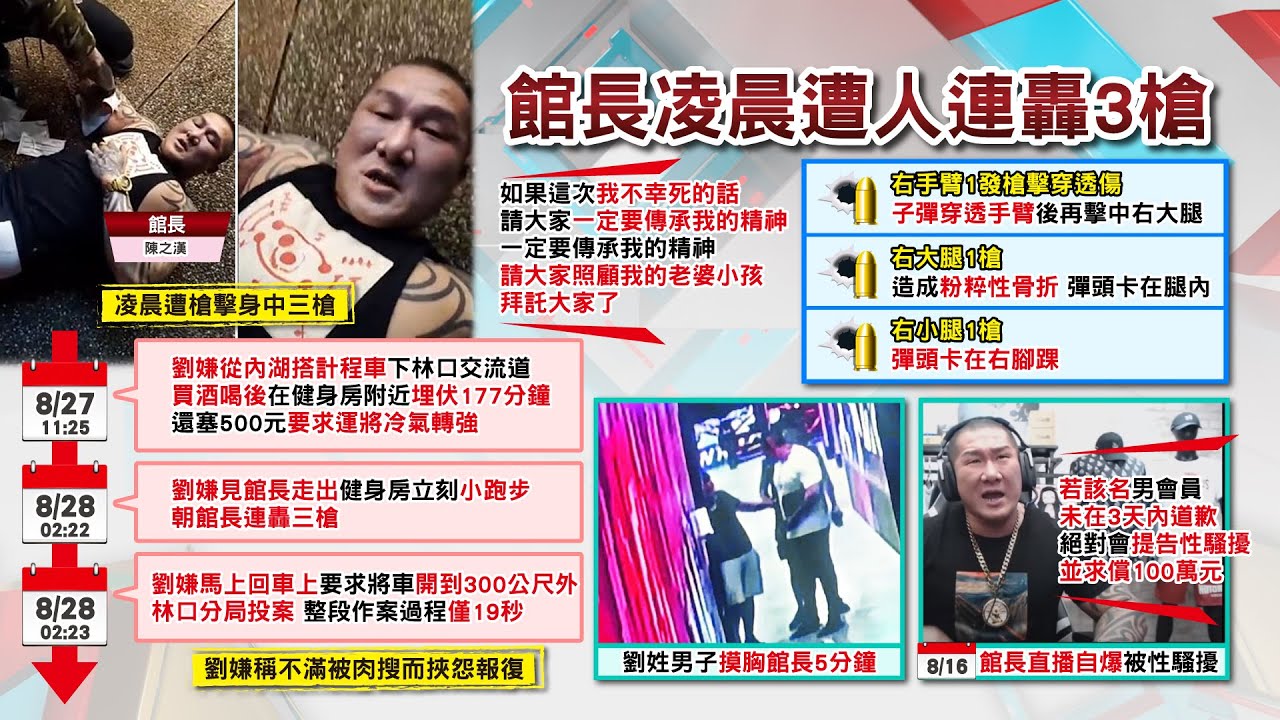 館長凌晨遭人連轟3槍
館長
陳之漢
凌晨遭槍擊身中三槍
如果這次我不幸死的話
請大家一定要傳承我的精神
一定要傳承我的精神
請大家照顧我的老婆小孩
拜託大家了
右手臂1發槍擊穿透傷
子彈穿透手臂後再擊中右大腿
右大腿1槍
造成粉粹性骨折 彈頭卡在腿內
右小腿1槍
彈頭卡在右腳踝
8/27
11:25
劉嫌從內湖搭計程車下林口交流道
買酒喝後在健身房附近埋伏177分鐘
還塞500元要求運將冷氣轉強
8/28
02:22
劉嫌見館長走出健身房立刻小跑步
朝館長連轟三槍
8/28
02:23
劉嫌馬上回車上要求將車開到300公尺外
林口分局投案 整段作案過程僅19秒
劉嫌稱不滿被肉搜而挾怨報復
劉姓男子摸胸館長5分鐘
若該名男會員
未在3天內道歉
絕對會提告性騷擾
並求償100萬元
8/16
館長直播自爆被性騷擾